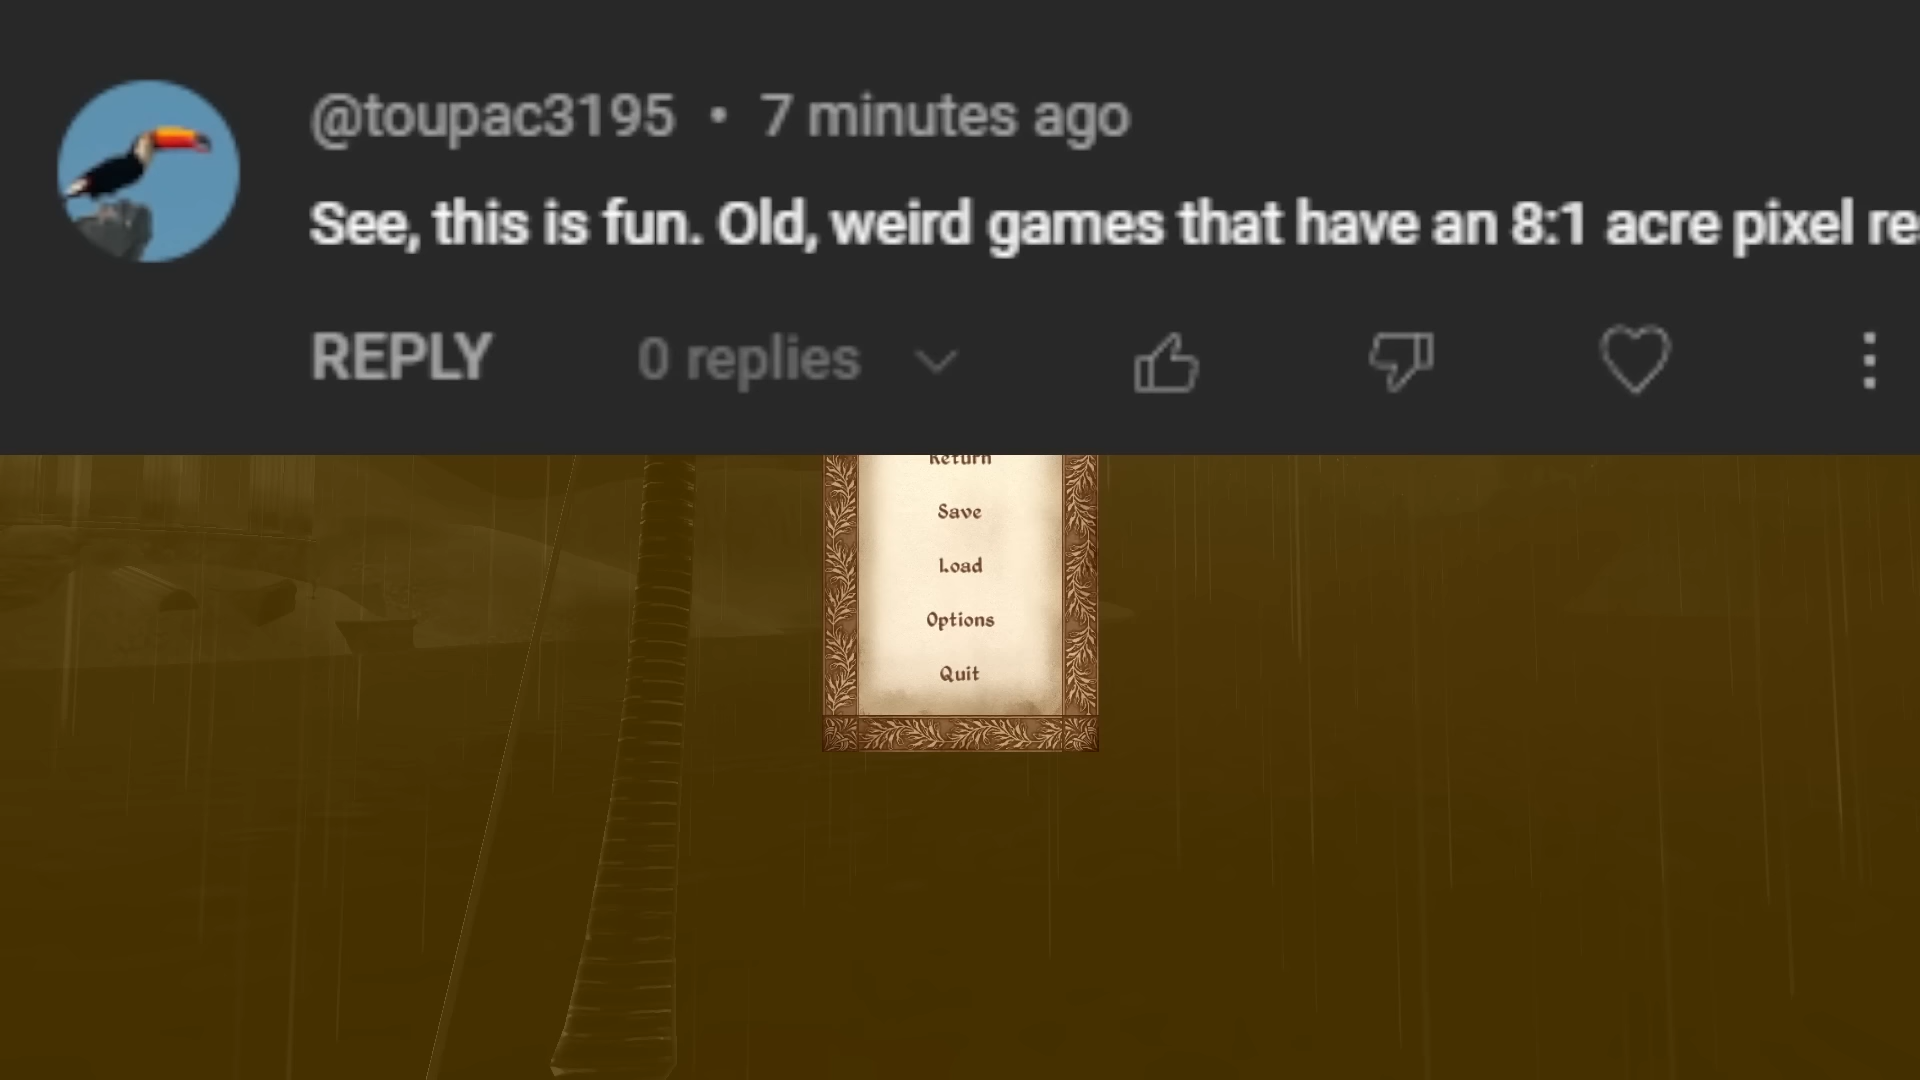 @toupac3195 • 7 minutes ago
See, this is fun. Old, weird games that have an 8:1 acre pixel re
REPLY 0 replies
Return
Save
Load
Options
Quit